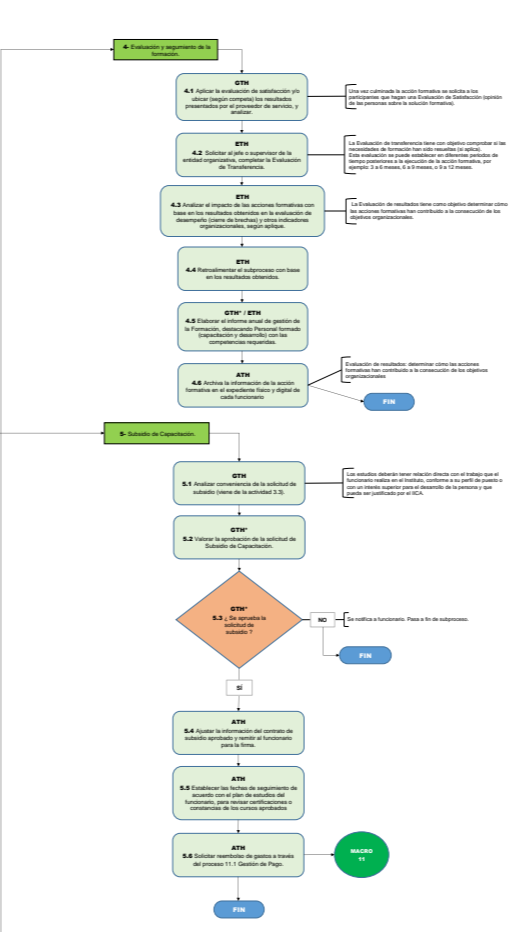 4- Evaluación y seguimiento de la
formación.
GTH
4.1 Aplicar la evaluación de satisfacción y/o
ubicar (según competa) los resultados
presentados por el proveedor de servicio, y
analizar.
Una vez culminada la acción formativa se solicita a los
participantes que hagan una Evaluación de Satisfacción (opinión
de las personas sobre la solución formativa).
ETH
4.2 Solicitar al jefe o supervisor de la
entidad organizativa, completar la Evaluación
de Transferencia.
La Evaluación de transferencia tiene con objetivo comprobar si las
necesidades de formación han sido resueltas (si aplica).
Esta evaluación se puede establecer en diferentes periodos de
tiempo posteriores a la ejecución de la acción formativa, por
ejemplo: 3 a 6 meses, 6 a 9 meses, o 9 a 12 meses.
ETH
4.3 Analizar el impacto de las acciones formativas con
base en los resultados obtenidos en la evaluación de
desempeño (cierre de brechas) y otros indicadores
organizacionales, según aplique.
La Evaluación de resultados tiene como objetivo determinar cómo
las acciones formativas han contribuido a la consecución de los
objetivos organizacionales.
ETH
4.4 Retroalimentar el subproceso con base
en los resultados obtenidos.
GTH* / ETH
4.5 Elaborar el informe anual de gestión de
la Formación, destacando Personal formado
(capacitación y desarrollo) con las
competencias requeridas.
ATH
4.6 Archiva la información de la acción
formativa en el expediente físico y digital de
cada funcionario
Evaluación de resultados: determinar cómo las acciones
formativas han contribuido a la consecución de los objetivos
organizacionales
FIN
5- Subsidio de Capacitación.
GTH
5.1 Analizar conveniencia de la solicitud de
subsidio (viene de la actividad 3.3).
Los estudios deberán tener relación directa con el trabajo que el
funcionario realiza en el Instituto, conforme a su perfil de puesto o
con un interés superior para el desarrollo de la persona y que
pueda ser justificado por el IICA.
GTH*
5.2 Valorar la aprobación de la solicitud de
Subsidio de Capacitación.
GTH*
5.3 ¿ Se aprueba la
solicitud de
subsidio ?
NO
Se notifica a funcionario. Pasa a fin de subproceso.
FIN
SÍ
ATH
5.4 Ajustar la información del contrato de
subsidio aprobado y remitir al funcionario
para la firma.
ATH
5.5 Establecer las fechas de seguimiento de
acuerdo con el plan de estudios del
funcionario, para revisar certificaciones o
constancias de los cursos aprobados
ATH
5.6 Solicitar reembolso de gastos a través
del proceso 11.1 Gestión de Pago.
MACRO
11
FIN